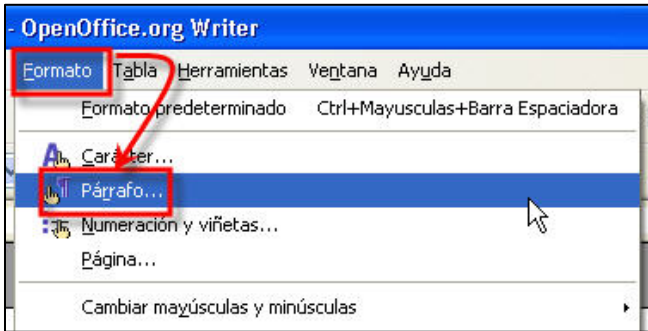 - OpenOffice.org Writer
Formato Tabla Herramientas Ventana Ayuda
Formato predeterminado Ctrl+Mayusculas+Barra Espaciadora
Carácter...
Párrafo...
Numeración y viñetas...
Página...
Cambiar mayúsculas y minúsculas